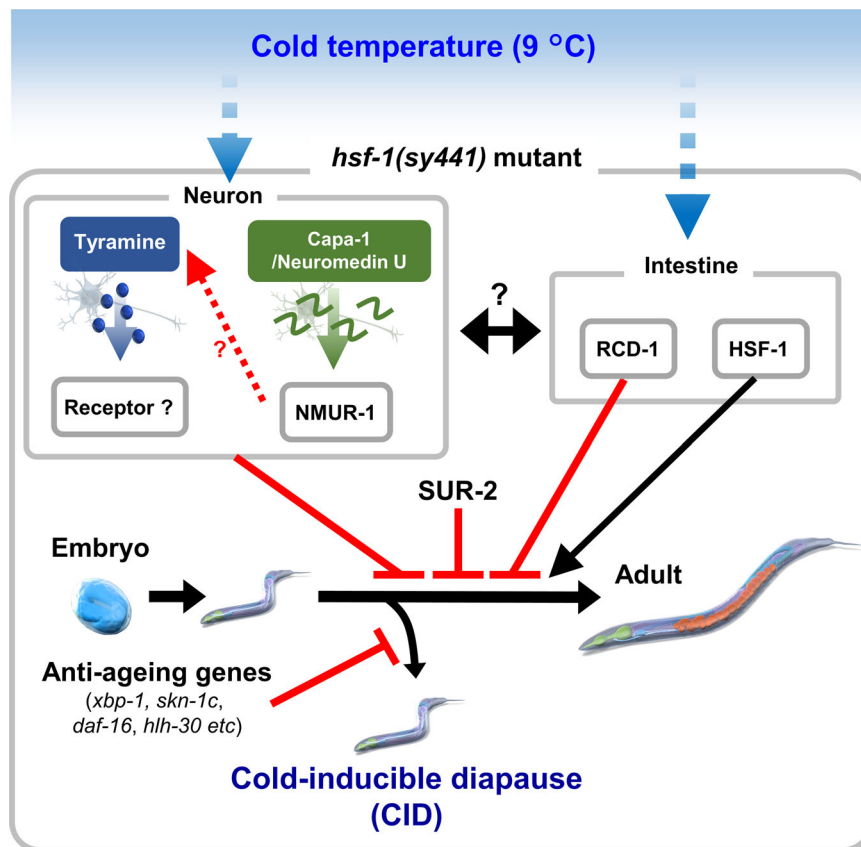 Cold temperature (9 °C)
hsf-1(sy441) mutant
Neuron
Tyramine
Capa-1
/Neuromedin U
?
Receptor ?
NMUR-1
?
Intestine
RCD-1
HSF-1
SUR-2
Embryo
Adult
Anti-ageing genes
(xbp-1, skn-1c,
daf-16, hlh-30 etc)
Cold-inducible diapause
(CID)